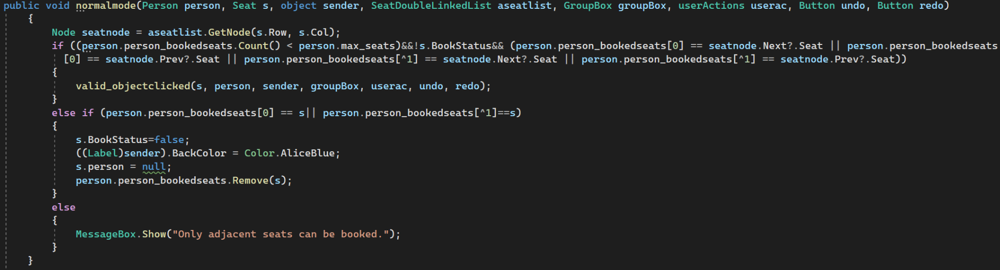 public void normalmode(Person person, Seat s, object sender, SeatDoubleLinkedList aseatlist, GroupBox groupBox, userActions userac, Button undo, Button redo)
{
Node seatnode = aseatlist.GetNode(s.Row, s.Col);
if ((person.person_bookedseats.Count() < person.max_seats)&&!s.BookStatus&& (person.person_bookedseats[0] == seatnode.Next?.Seat || person.person_bookedseats
[0] == seatnode.Prev?.Seat || person.person_bookedseats[^1] == seatnode.Next?.Seat || person.person_bookedseats[^1] == seatnode.Prev?.Seat))
{
valid_objectclicked(s, person, sender, groupBox, userac, undo, redo);
}
else if (person.person_bookedseats[0] == s|| person.person_bookedseats[^1]==s)
{
s.BookStatus=false;
((Label)sender).BackColor = Color.AliceBlue;
s.person = null;
person.person_bookedseats.Remove(s);
}
else
{
MessageBox.Show("Only adjacent seats can be booked.");
}
}